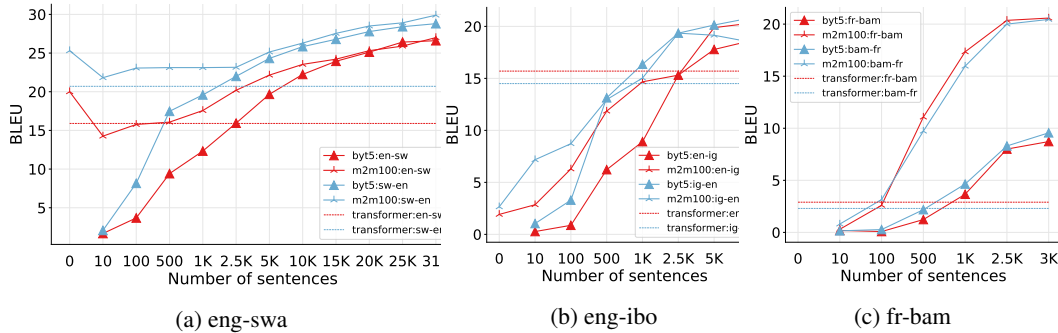 BLEU
30
25
20
15
10
5
0 10 100 500 1K 2.5K 5K 10K 15K 20K 25K 31
Number of sentences
byt5:en-sw
m2m100:en-sw
byt5:sw-en
m2m100:sw-en
transformer:en-sw
transformer:sw-en
(a) eng-swa
BLEU
20
15
10
5
0
0 10 100 500 1K 2.5K 5K
Number of sentences
byt5:en-ig
m2m100:en-ig
byt5:ig-en
m2m100:ig-en
transformer:en
transformer:ig-
(b) eng-ibo
BLEU
20
15
10
5
0
0 10 100 500 1K 2.5K 3K
Number of sentences
byt5:fr-bam
m2m100:fr-bam
byt5:bam-fr
m2m100:bam-fr
transformer:fr-bam
transformer:bam-fr
(c) fr-bam